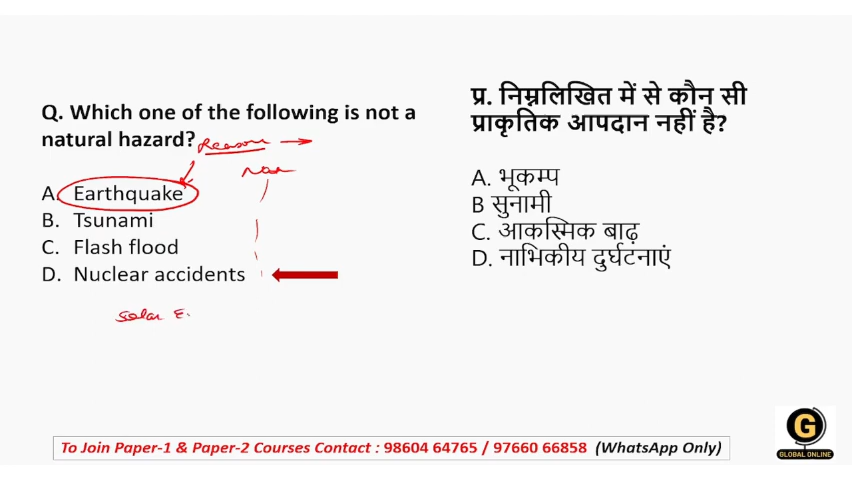 Q. Which one of the following is not a
natural hazard?
Reason
A. Earthquake
B. Tsunami
C. Flash flood
D. Nuclear accidents
Solar E.
प्र. निम्नलिखित में से कौन सी
प्राकृतिक आपदान नहीं है?
A. भूकम्प
B सुनामी
C. आकस्मिक बाढ़
D. नाभिकीय दुर्घटनाएं
To Join Paper-1 & Paper-2 Courses Contact : 98604 64765 / 97660 66858 (WhatsApp Only)
G
GLOBAL ONLINE